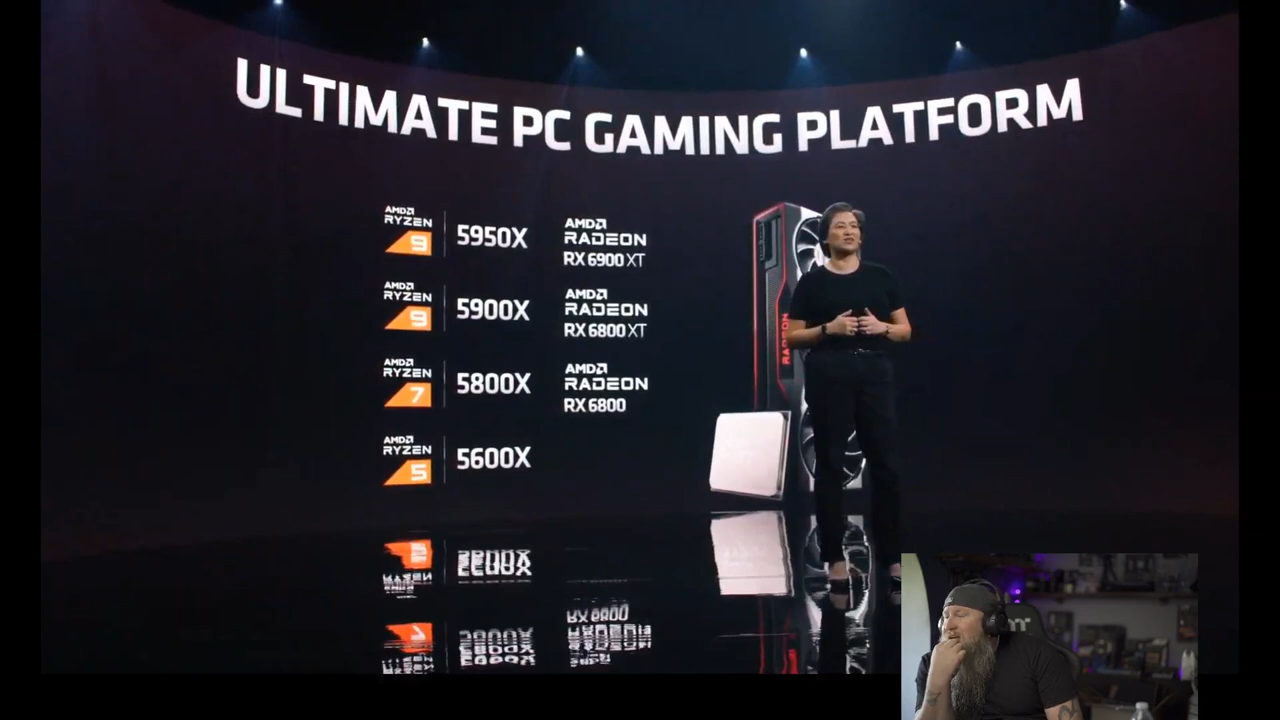 ULTIMATE PC GAMING PLATFORM
AMD
RYZEN
9
5950X
AMD
RADEON
RX 6900 XT
AMD
RYZEN
9
5900X
AMD
RADEON
RX 6800 XT
AMD
RYZEN
7
5800X
AMD
RADEON
RX 6800
AMD
RYZEN
5
5600X
RADEON